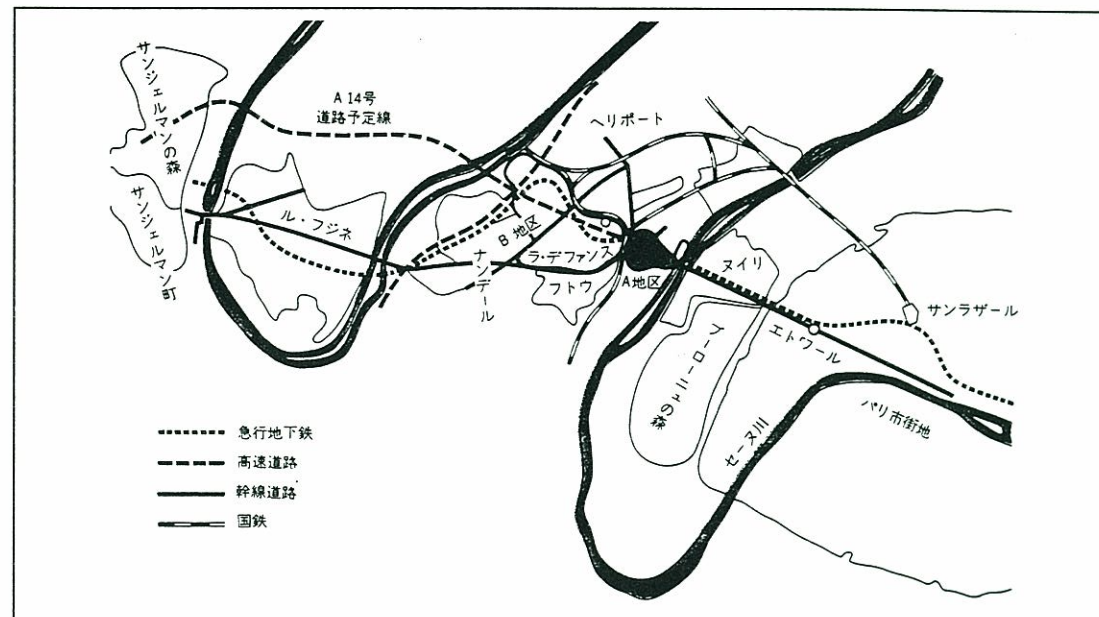 サンジェルマンの森
サンジェルマン町
A14号
道路予定線
ル・フジネ
ナンテール
B地区
ヘリポート
ラ・デファンス
フトウ
A地区
ヌイリ
ブーローニュの森
エトワール
サンラザール
セーヌ川
パリ市街地
急行地下鉄
高速道路
幹線道路
国鉄